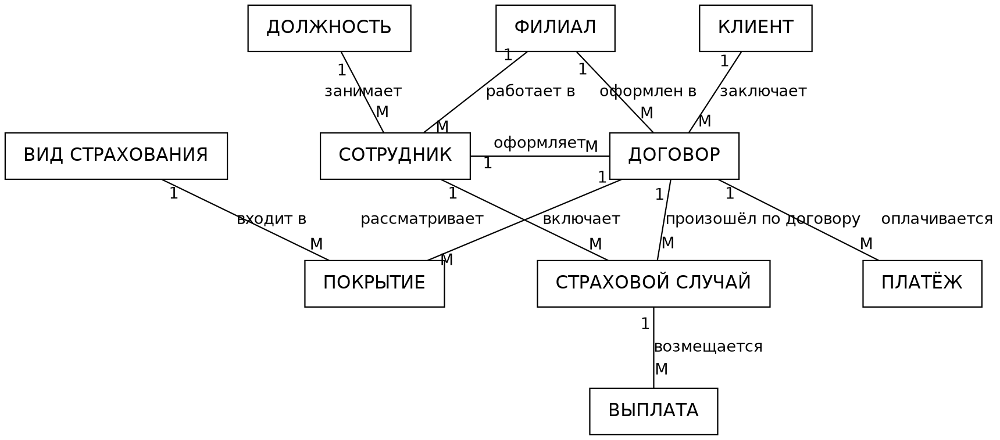 ДОЛЖНОСТЬ
ФИЛИАЛ
КЛИЕНТ
1
1
1
1
занимает
работает в
оформлен в
заключает
М
М
М
М
ВИД СТРАХОВАНИЯ
СОТРУДНИК
оформляет
М
1
ДОГОВОР
1
1
1
1
1
входит в
рассматривает
включает
произошёл по договору
оплачивается
М
М
М
М
М
ПОКРЫТИЕ
СТРАХОВОЙ СЛУЧАЙ
ПЛАТЁЖ
1
возмещается
М
ВЫПЛАТА